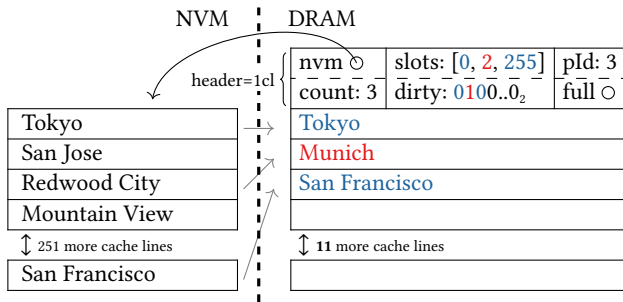 NVM DRAM
nvm slots: [0, 2, 255] pId: 3
header=1cl
count: 3 dirty: 0100..0₂ full
Tokyo Tokyo
San Jose Munich
Redwood City San Francisco
Mountain View
251 more cache lines 11 more cache lines
San Francisco